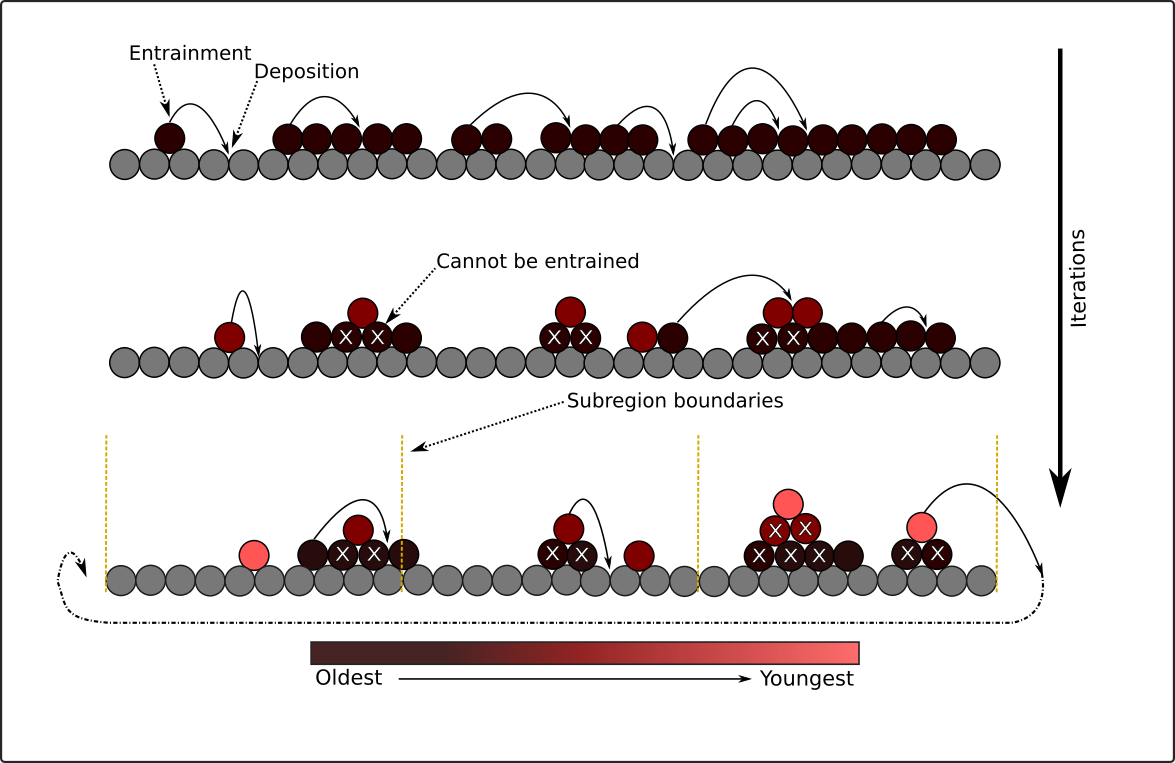 Entrainment
Deposition
Iterations
Cannot be entrained
X X
X X
X X
Subregion boundaries
X X
X X
X X
X X X
X X
Oldest
Youngest